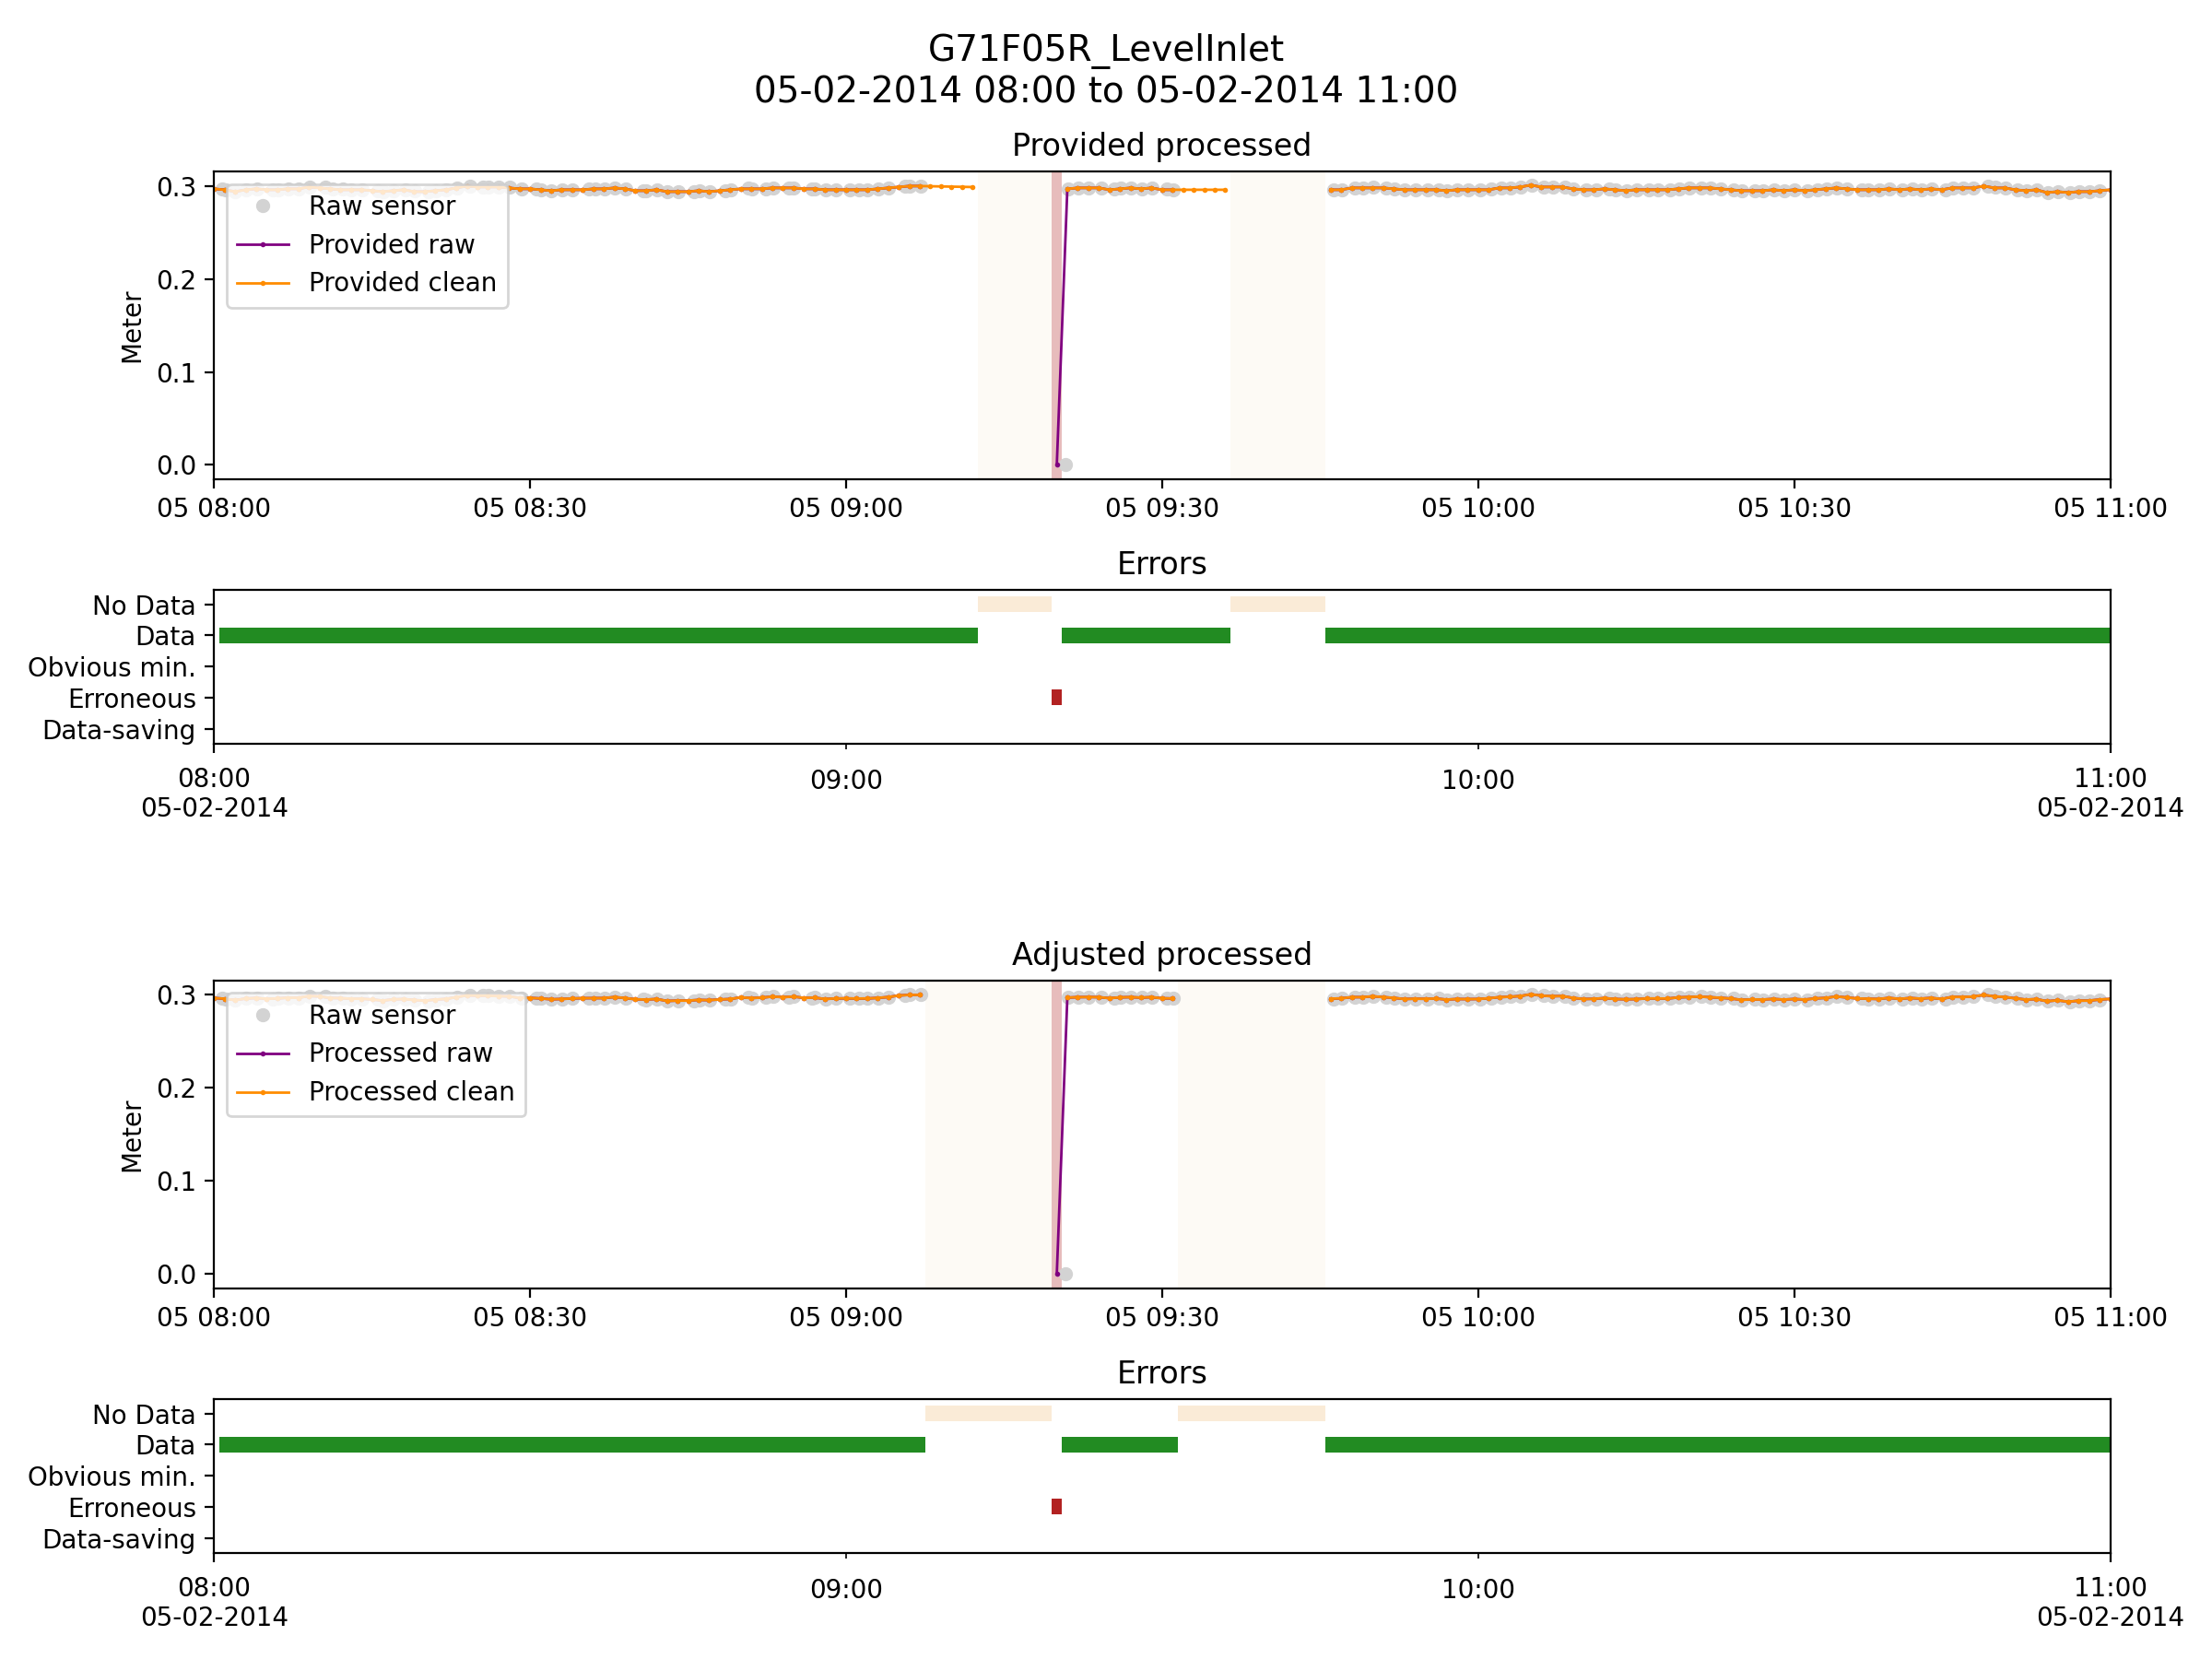 G71F05R_LevelInlet
05-02-2014 08:00 to 05-02-2014 11:00
Provided processed
Meter
0.3
0.2
0.1
0.0
Raw sensor
Provided raw
Provided clean
05 08:00 05 08:30 05 09:00 05 09:30 05 10:00 05 10:30 05 11:00
Errors
No Data
Data
Obvious min.
Erroneous
Data-saving
08:00 09:00 10:00 11:00
05-02-2014 05-02-2014
Adjusted processed
Meter
0.3
0.2
0.1
0.0
Raw sensor
Processed raw
Processed clean
05 08:00 05 08:30 05 09:00 05 09:30 05 10:00 05 10:30 05 11:00
Errors
No Data
Data
Obvious min.
Erroneous
Data-saving
08:00 09:00 10:00 11:00
05-02-2014 05-02-2014